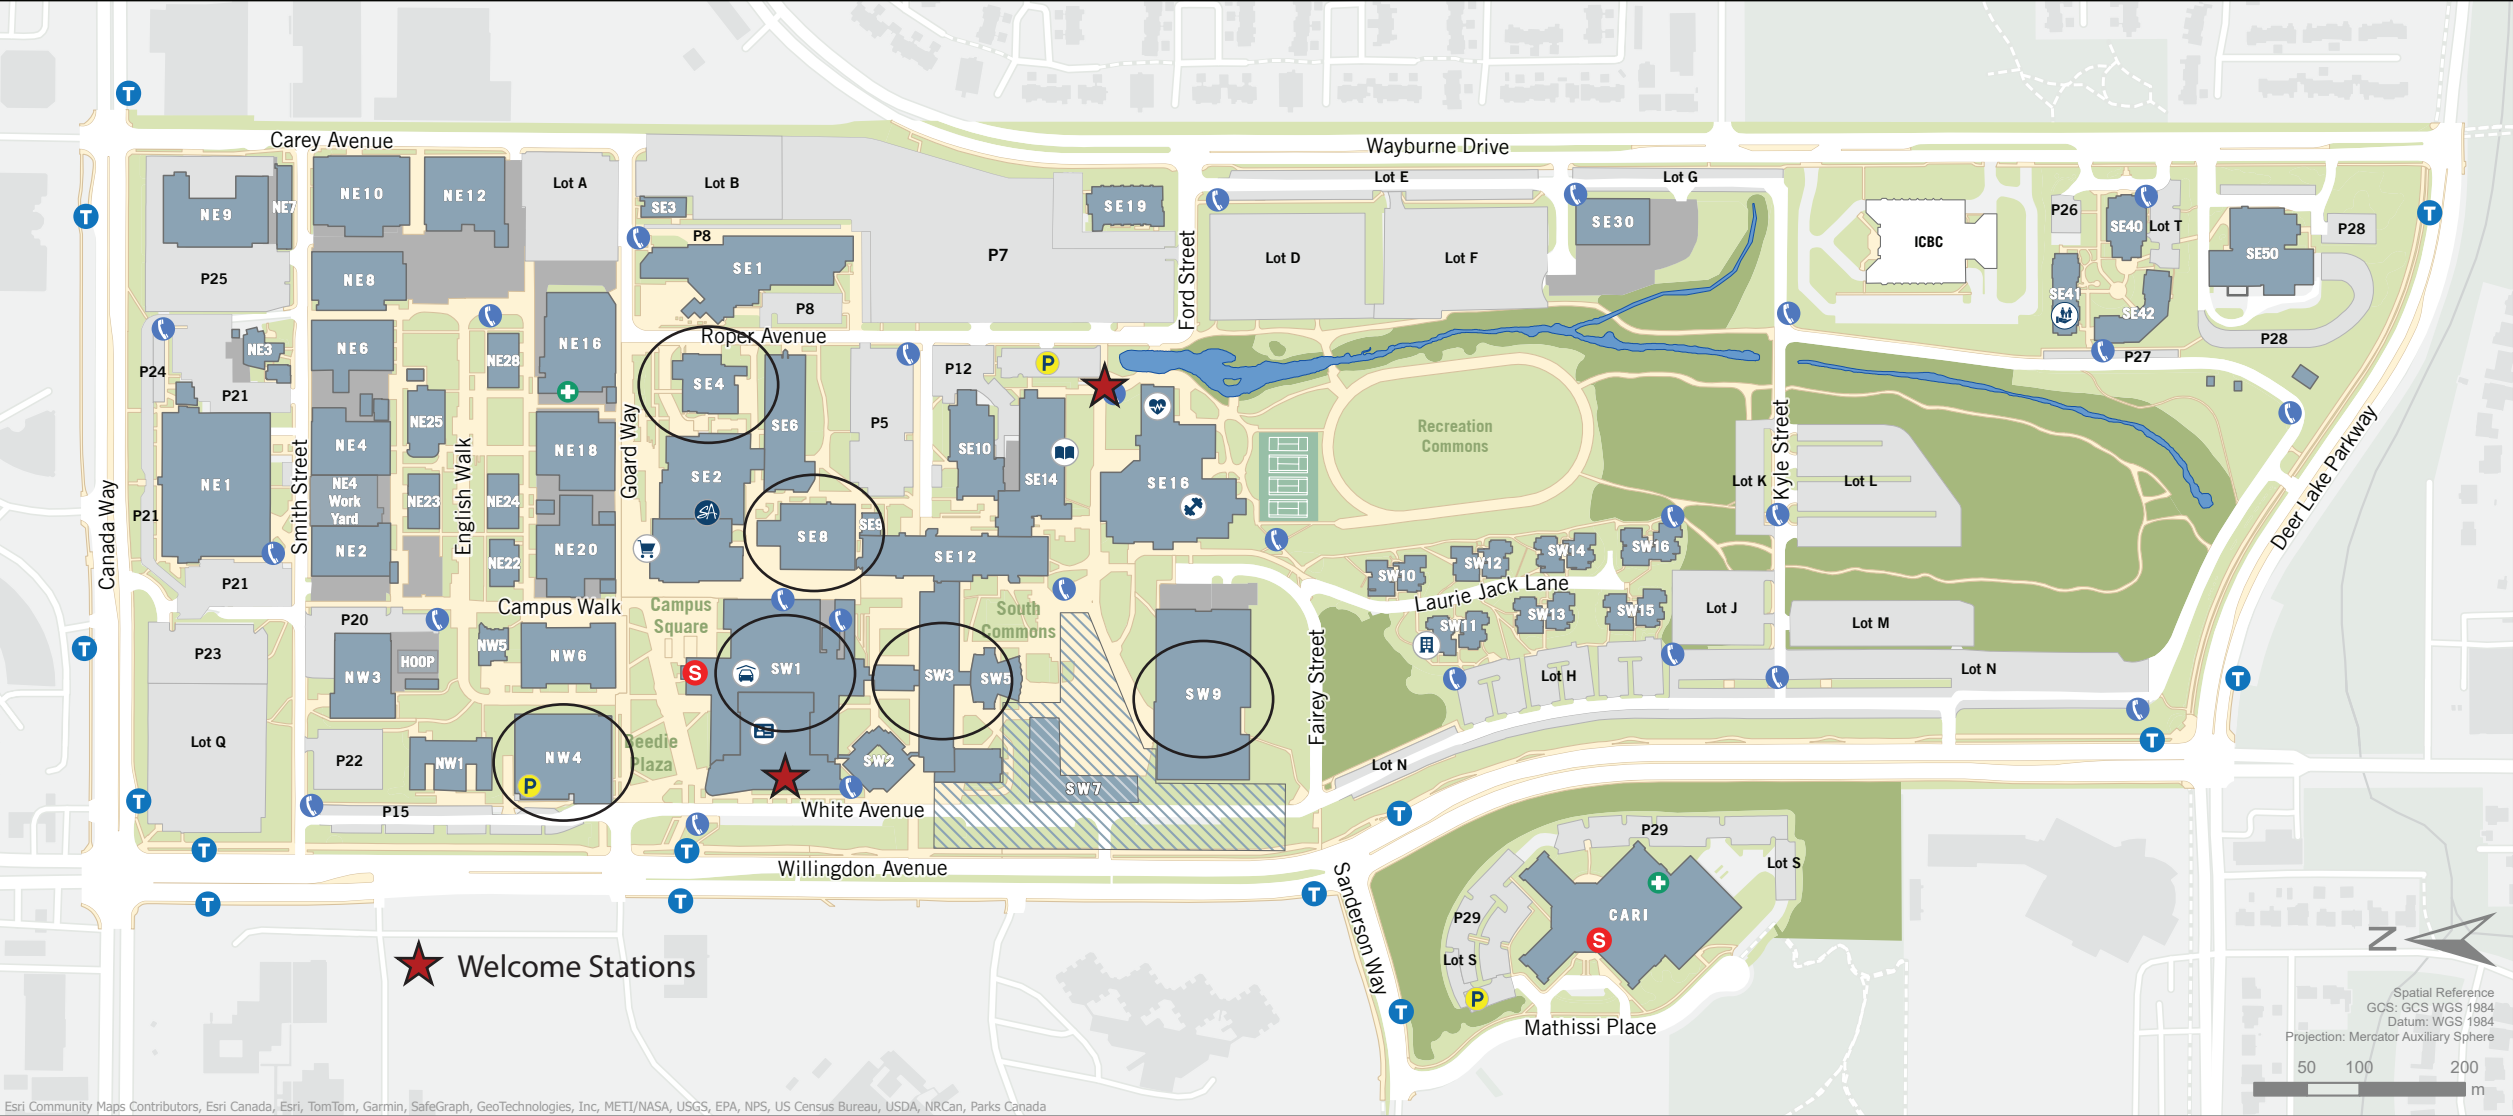 Carey Avenue
Wayburne Drive
Lot A
Lot B
Lot E
Lot G
NE9
NE7
NE10
NE12
SE3
SE19
SE30
P26
SE40
Lot T
P28
P8
SE1
P7
Ford Street
Lot D
Lot F
ICBC
SE50
P25
NE8
P8
SE41
SE42
Roper Avenue
NE3
NE6
NE28
NE16
P27
P28
P24
P21
SE4
P12
P
SE6
P5
NE4
NE25
NE18
Goard Way
SE10
SE14
Recreation
Commons
Kyle Street
Deer Lake Parkway
NE1
NE4
Work
Yard
NE23
English Walk
NE24
SE2
SA
SE16
Lot K
Lot L
Canada Way
P21
Smith Street
NE2
NE22
NE20
SE8
SE9
SE12
SW10
SW12
SW14
SW16
P21
Campus Walk
Campus
Square
South
Commons
Laurie Jack Lane
Lot J
Lot M
P20
NW5
SW11
SW13
SW15
P23
NW3
HOOP
NW6
S
SW1
SW3
SW5
SW9
Fairey Street
Lot H
Lot N
Lot Q
P22
NW1
NW4
P
Beedie
Plaza
SW2
SW7
Lot N
P15
White Avenue
Willingdon Avenue
Sanderson Way
P29
Lot S
CARI
S
P29
Lot S
P
Mathissi Place
Welcome Stations
T
T
T
T
T
T
T
T
T
T
T
T
T
T
N
Spatial Reference
GCS: GCS WGS 1984
Datum: WGS 1984
Projection: Mercator Auxiliary Sphere
50 100 200
m
Esri Community Maps Contributors, Esri Canada, Esri, TomTom, Garmin, SafeGraph, GeoTechnologies, Inc, METI/NASA, USGS, EPA, NPS, US Census Bureau, USDA, NRCan, Parks Canada